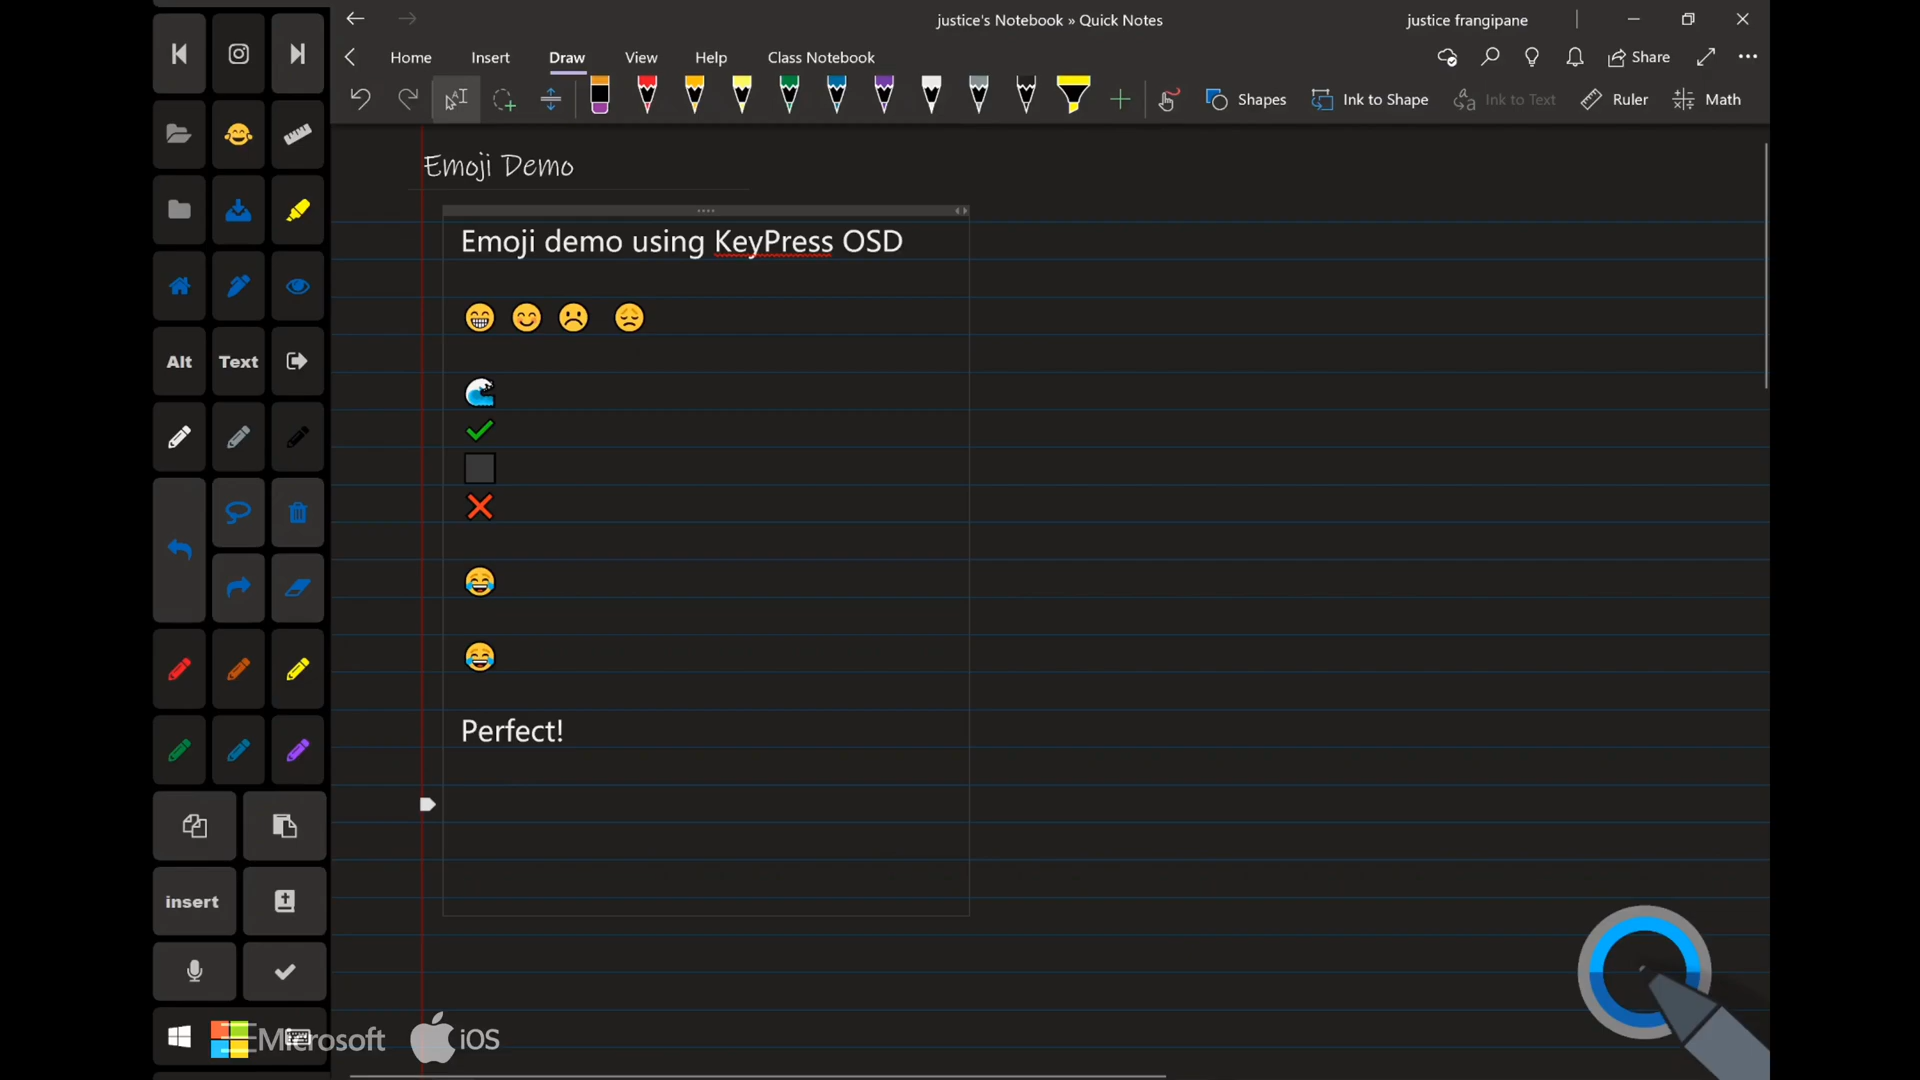 justice's Notebook » Quick Notes
justice frangipane
Home Insert Draw View Help Class Notebook
Share
Shapes Ink to Shape Ink to Text Ruler Math
Emoji Demo
Emoji demo using KeyPress OSD
😁 😊 ☹️ 😞
🌊
✔
⬛
❌
😂
😂
Perfect!
Alt Text
insert
Microsoft iOS